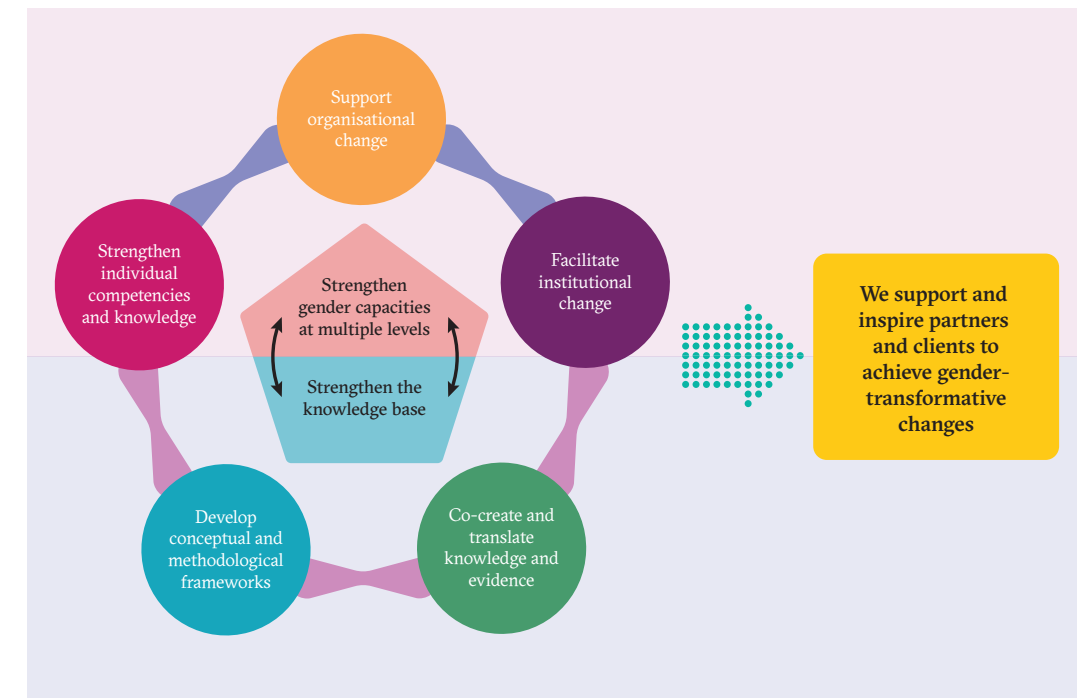 Support
organisational
change
Strengthen
individual
competencies
and knowledge
Facilitate
institutional
change
Strengthen
gender capacities
at multiple levels
Strengthen the
knowledge base
We support and
inspire partners
and clients to
achieve gender-
transformative
changes
Develop
conceptual and
methodological
frameworks
Co-create and
translate
knowledge and
evidence